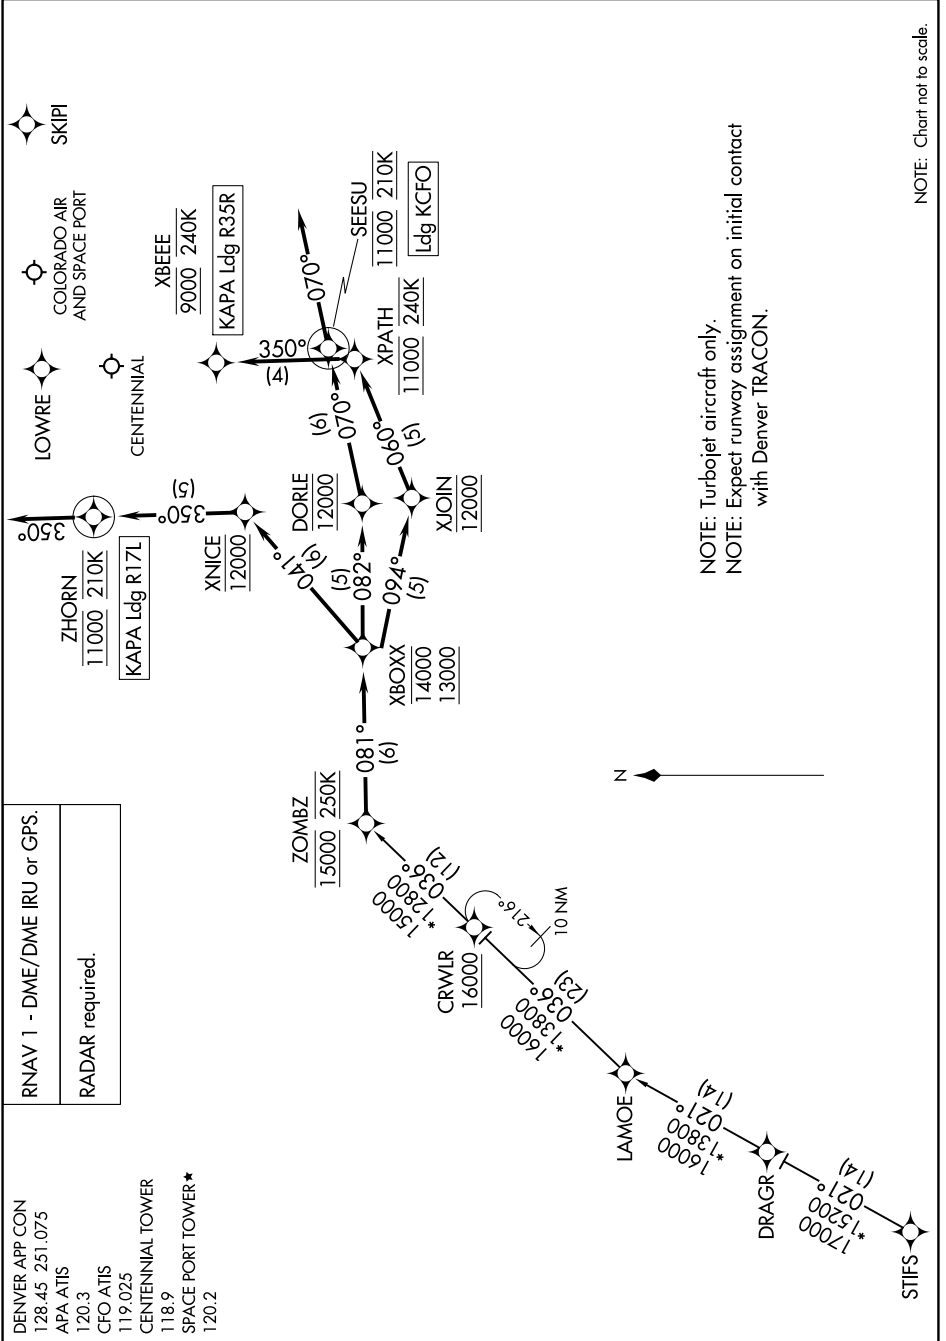 DENVER APP CON
128.45 251.075
APA ATIS
120.3
CFO ATIS
119.025
CENTENNIAL TOWER
118.9
SPACE PORT TOWER★
120.2
RNAV 1 - DME/DME IRU or GPS.
RADAR required.
ZHORN
11000 210K
KAPA Ldg R17L
350°
350°
(5)
XNICE
12000
LOWRE
CENTENNIAL
COLORADO AIR
AND SPACE PORT
SKIPI
XBEEE
9000 240K
KAPA Ldg R35R
350°
(4)
070°
SEESU
11000 210K
Ldg KCFO
XPATH
11000 240K
(6)
070°
060°
(5)
DORLE
12000
XJOIN
12000
041°
(6)
(5)
082°
094°
(5)
XBOXX
14000
13000
081°
(6)
ZOMBZ
15000 250K
15000
*12800
036°
(12)
CRWLR
16000
216°
10 NM
16000
*13800
036°
(23)
LAMOE
16000
*13800
021°
(14)
DRAGR
17000
*15200
021°
(14)
STIFS
N
NOTE: Turbojet aircraft only.
NOTE: Expect runway assignment on initial contact
with Denver TRACON.
NOTE: Chart not to scale.